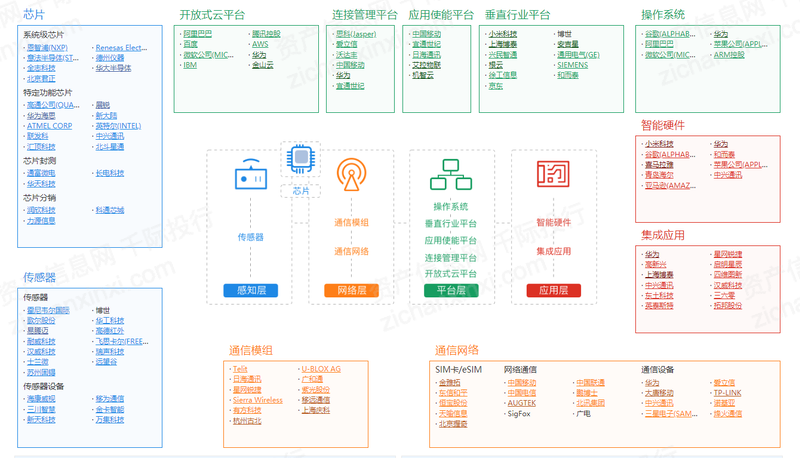 芯片
系统级芯片
· 恩智浦(NXP)
· Renesas Elect...
· 意法半导体(ST...
· 德州仪器
· 全志科技
· 华大半导体
· 北京君正
特定功能芯片
· 高通公司(QUA...
· 展锐
· 华为海思
· 新大陆
· ATMEL CORP
· 英特尔(INTEL)
· 联发科
· 中兴通讯
· 汇顶科技
· 北斗星通
芯片封测
· 通富微电
· 长电科技
· 华天科技
芯片分销
· 润欣科技
· 科通芯城
· 力源信息
开放式云平台
· 阿里巴巴
· 腾讯控股
· 百度
· AWS
· 微软公司(MIC...
· 华为
· IBM
· 金山云
连接管理平台
· 思科(Jasper)
· 爱立信
· 沃达丰
· 中国移动
· 华为
· 宜通世纪
应用使能平台
· 中国移动
· 宜通世纪
· 日海通讯
· 艾拉物联
· 机智云
垂直行业平台
· 小米科技
· 博世
· 上海博泰
· 安吉星
· 兴民智通
· 通用电气(GE)
· 树根
· SIEMENS
· 徐工信息
· 和而泰
· 京东
操作系统
· 谷歌(ALPHAB...
· 华为
· 阿里巴巴
· 苹果公司(APPL...
· 微软公司(MIC...
· ARM控股
智能硬件
· 小米科技
· 华为
· 谷歌(ALPHAB...
· 和而泰
· 喜马拉雅
· 苹果公司(APPL...
· 青岛海尔
· 中兴通讯
· 亚马逊(AMAZ...
集成应用
· 华为
· 星网锐捷
· 高新兴
· 启明星辰
· 上海博泰
· 四维图新
· 中兴通讯
· 汉威科技
· 东土科技
· 三六零
· 英泰斯特
· 拓邦股份
芯片
传感器
感知层
通信模组
通信网络
网络层
操作系统
垂直行业平台
应用使能平台
连接管理平台
开放式云平台
平台层
智能硬件
集成应用
应用层
传感器
传感器
· 霍尼韦尔国际
· 博世
· 歌尔股份
· 华工科技
· 昆腾迈
· 高德红外
· 耐威科技
· 飞思卡尔(FREE...
· 汉威科技
· 瑞声科技
· 士兰微
· 远望谷
· 苏州固锝
传感器设备
· 海康威视
· 移为通信
· 三川智慧
· 金卡智能
· 新天科技
· 万集科技
通信模组
· Telit
· U-BLOX AG
· 日海通讯
· 广和通
· 星网锐捷
· 紫光股份
· Sierra Wireless
· 移远通信
· 有方科技
· 上海庆科
· 杭州古北
通信网络
SIM卡/eSIM
· 金雅拓
· 东信和平
· 恒宝股份
· 天喻信息
· 北京握奇
网络通信
· 中国移动
· 中国联通
· 中国电信
· 鹏博士
· AUGTEK
· 北讯集团
· SigFox
· 广电
通信设备
· 华为
· 爱立信
· 大唐移动
· TP-LINK
· 中兴通讯
· 诺基亚
· 三星电子(SAM...
· 烽火通信